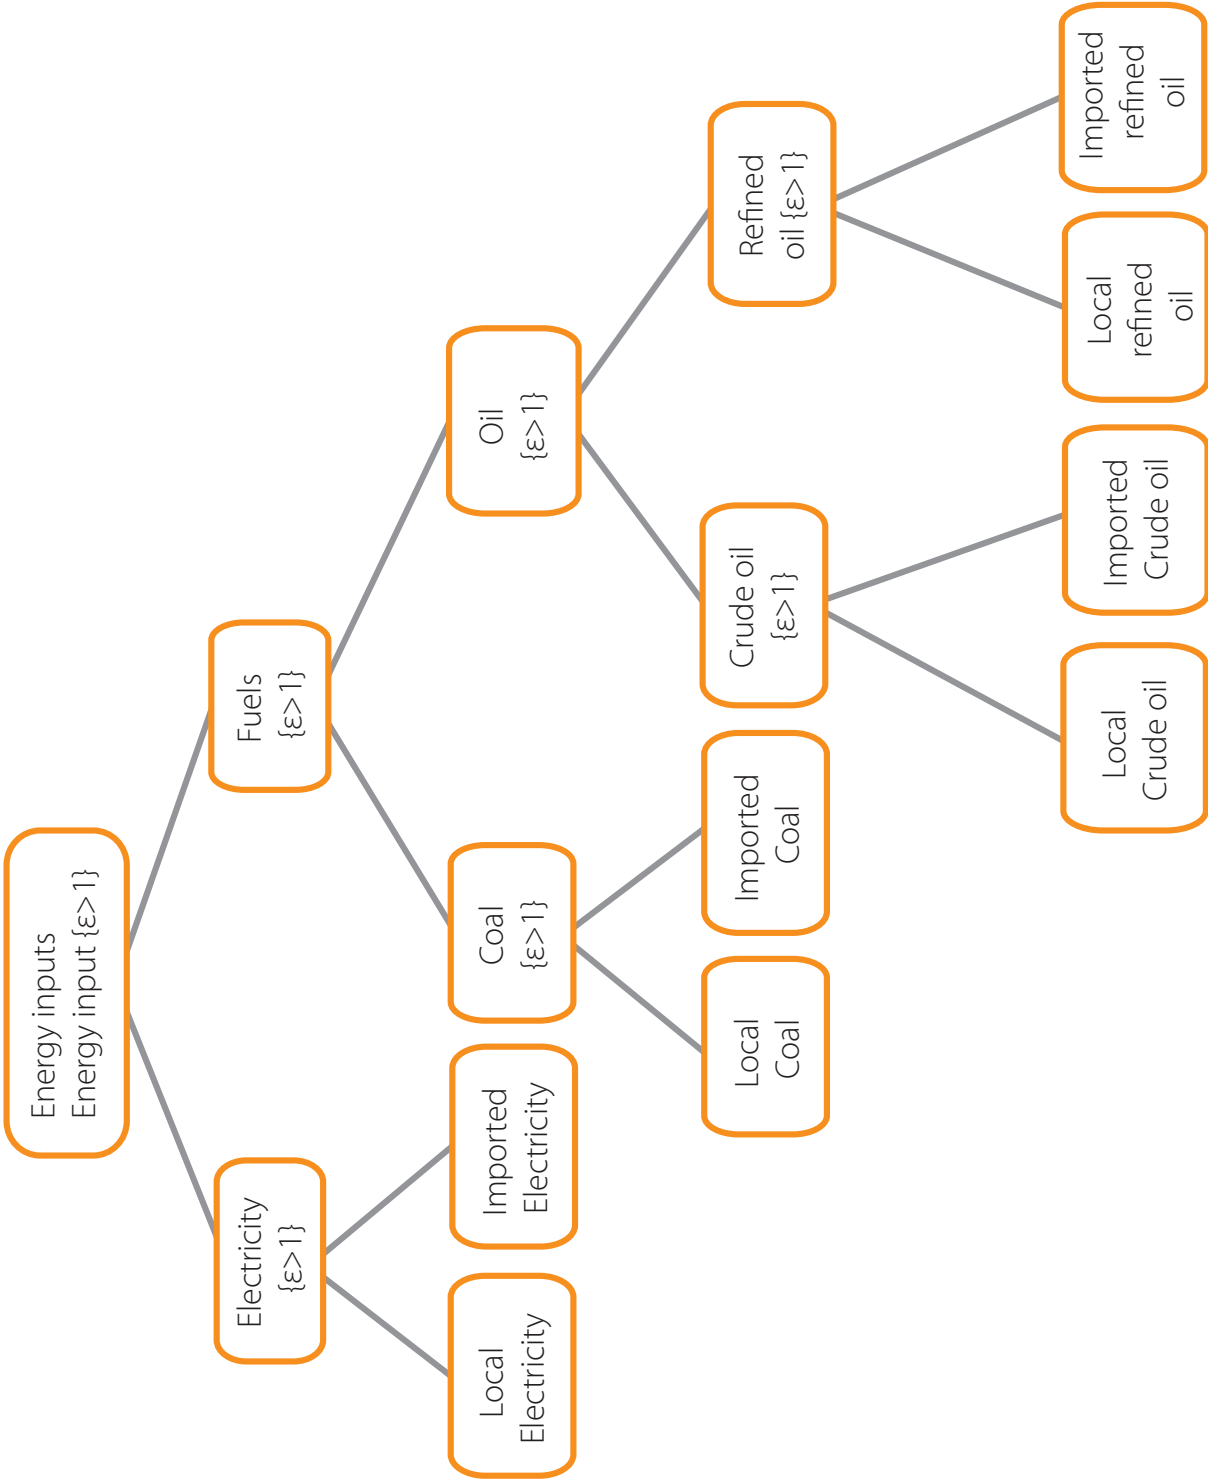 Energy inputs
Energy input {ε>1}
Electricity
{ε>1}
Fuels
{ε>1}
Local
Electricity
Imported
Electricity
Coal
{ε>1}
Oil
{ε>1}
Local
Coal
Imported
Coal
Crude oil
{ε>1}
Refined
oil {ε>1}
Local
Crude oil
Imported
Crude oil
Local
refined
oil
Imported
refined
oil